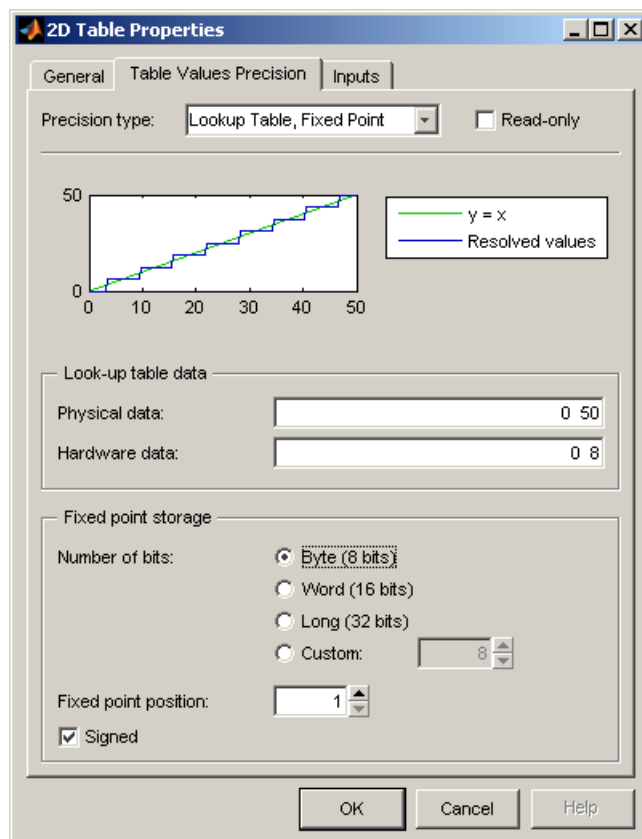 2D Table Properties
General Table Values Precision Inputs
Precision type: Lookup Table, Fixed Point Read-only
50
0
0 10 20 30 40 50
y = x
Resolved values
Look-up table data
Physical data: 0 50
Hardware data: 0 8
Fixed point storage
Number of bits: Byte (8 bits)
Word (16 bits)
Long (32 bits)
Custom: 8
Fixed point position: 1
Signed
OK Cancel Help